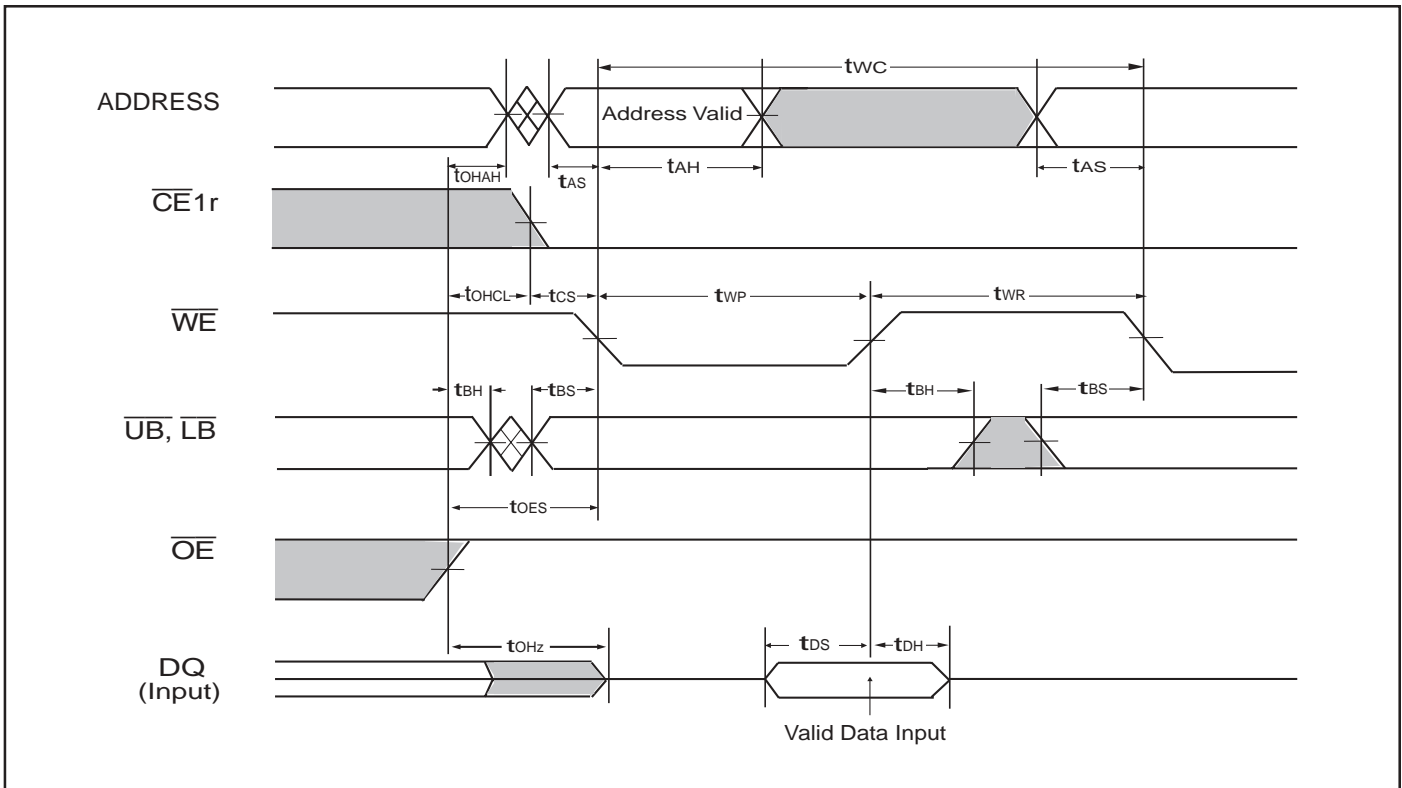 tWC
ADDRESS
Address Valid
tOHAH
tAS
tAH
tAS
CE1r
tOHCL
tCS
tWP
tWR
WE
tBH
tBS
tBH
tBS
UB, LB
tOES
OE
tOHz
tDS
tDH
DQ
(Input)
Valid Data Input